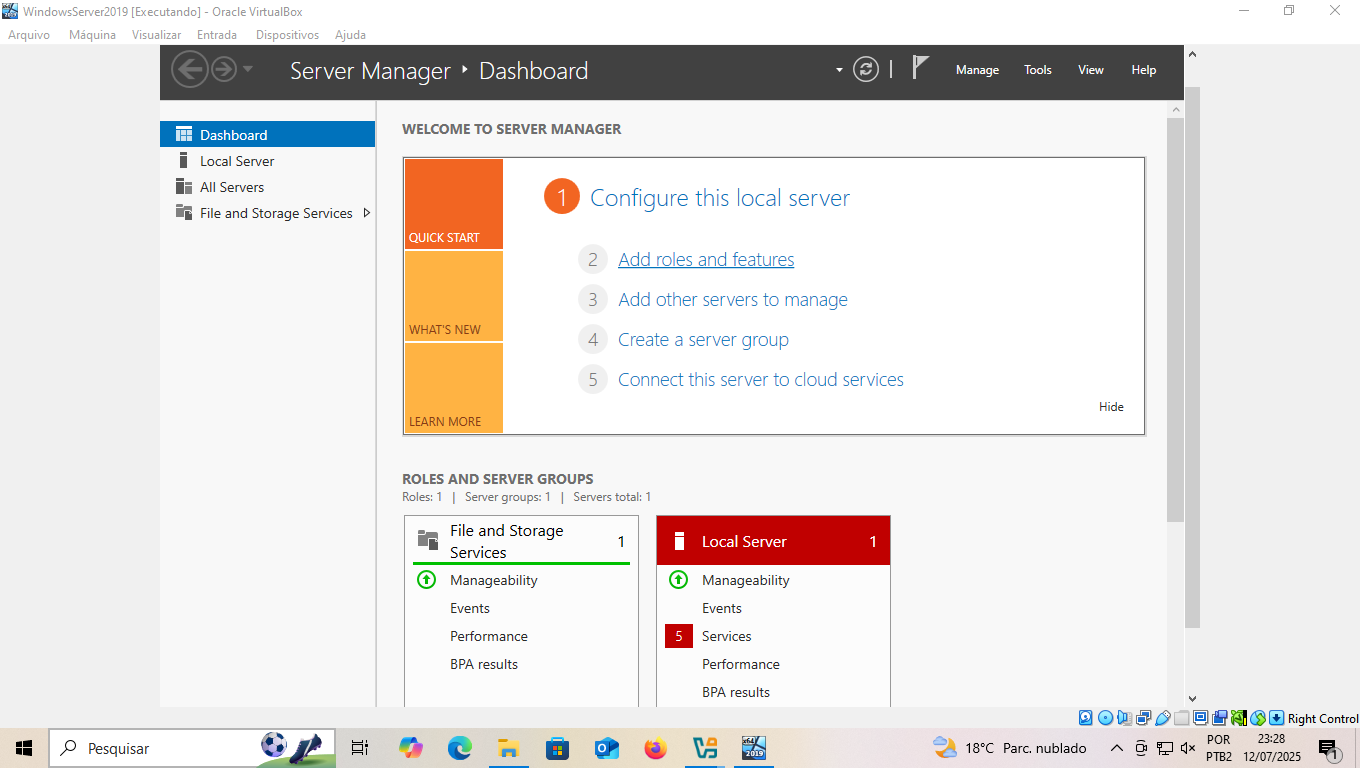 WindowsServer2019 [Executando] - Oracle VirtualBox
Arquivo Máquina Visualizar Entrada Dispositivos Ajuda
Server Manager Dashboard
Manage Tools View Help
Dashboard
Local Server
All Servers
File and Storage Services
WELCOME TO SERVER MANAGER
QUICK START
WHAT'S NEW
LEARN MORE
1 Configure this local server
2 Add roles and features
3 Add other servers to manage
4 Create a server group
5 Connect this server to cloud services
Hide
ROLES AND SERVER GROUPS
Roles: 1 | Server groups: 1 | Servers total: 1
File and Storage
Services
1
Manageability
Events
Performance
BPA results
Local Server 1
Manageability
Events
5 Services
Performance
BPA results
Right Control
Pesquisar
x64
2019
18°C Parc. nublado
POR
PTB2
23:28
12/07/2025
1